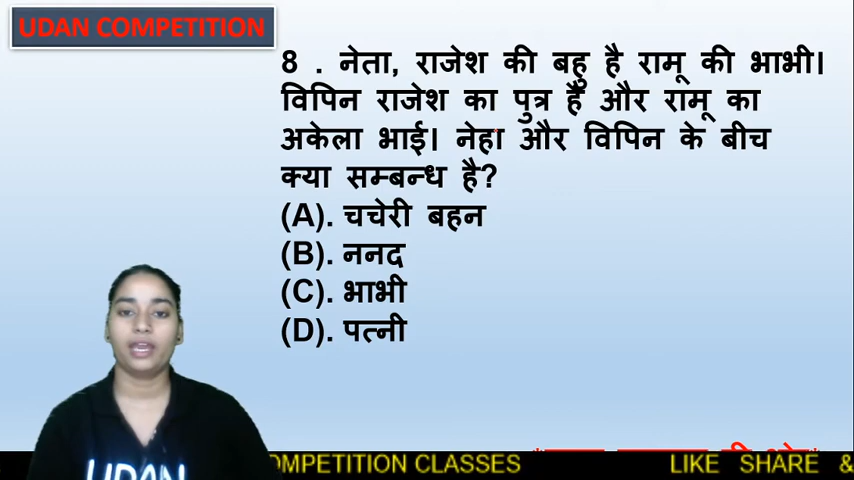 UDAN COMPETITION
8 . नेता, राजेश की बहु है रामू की भाभी।
विपिन राजेश का पुत्र है और रामू का
अकेला भाई। नेहा और विपिन के बीच
क्या सम्बन्ध है?
(A). चचेरी बहन
(B). ननद
(C). भाभी
(D). पत्नी
UDAN
OMPETITION CLASSES LIKE SHARE &